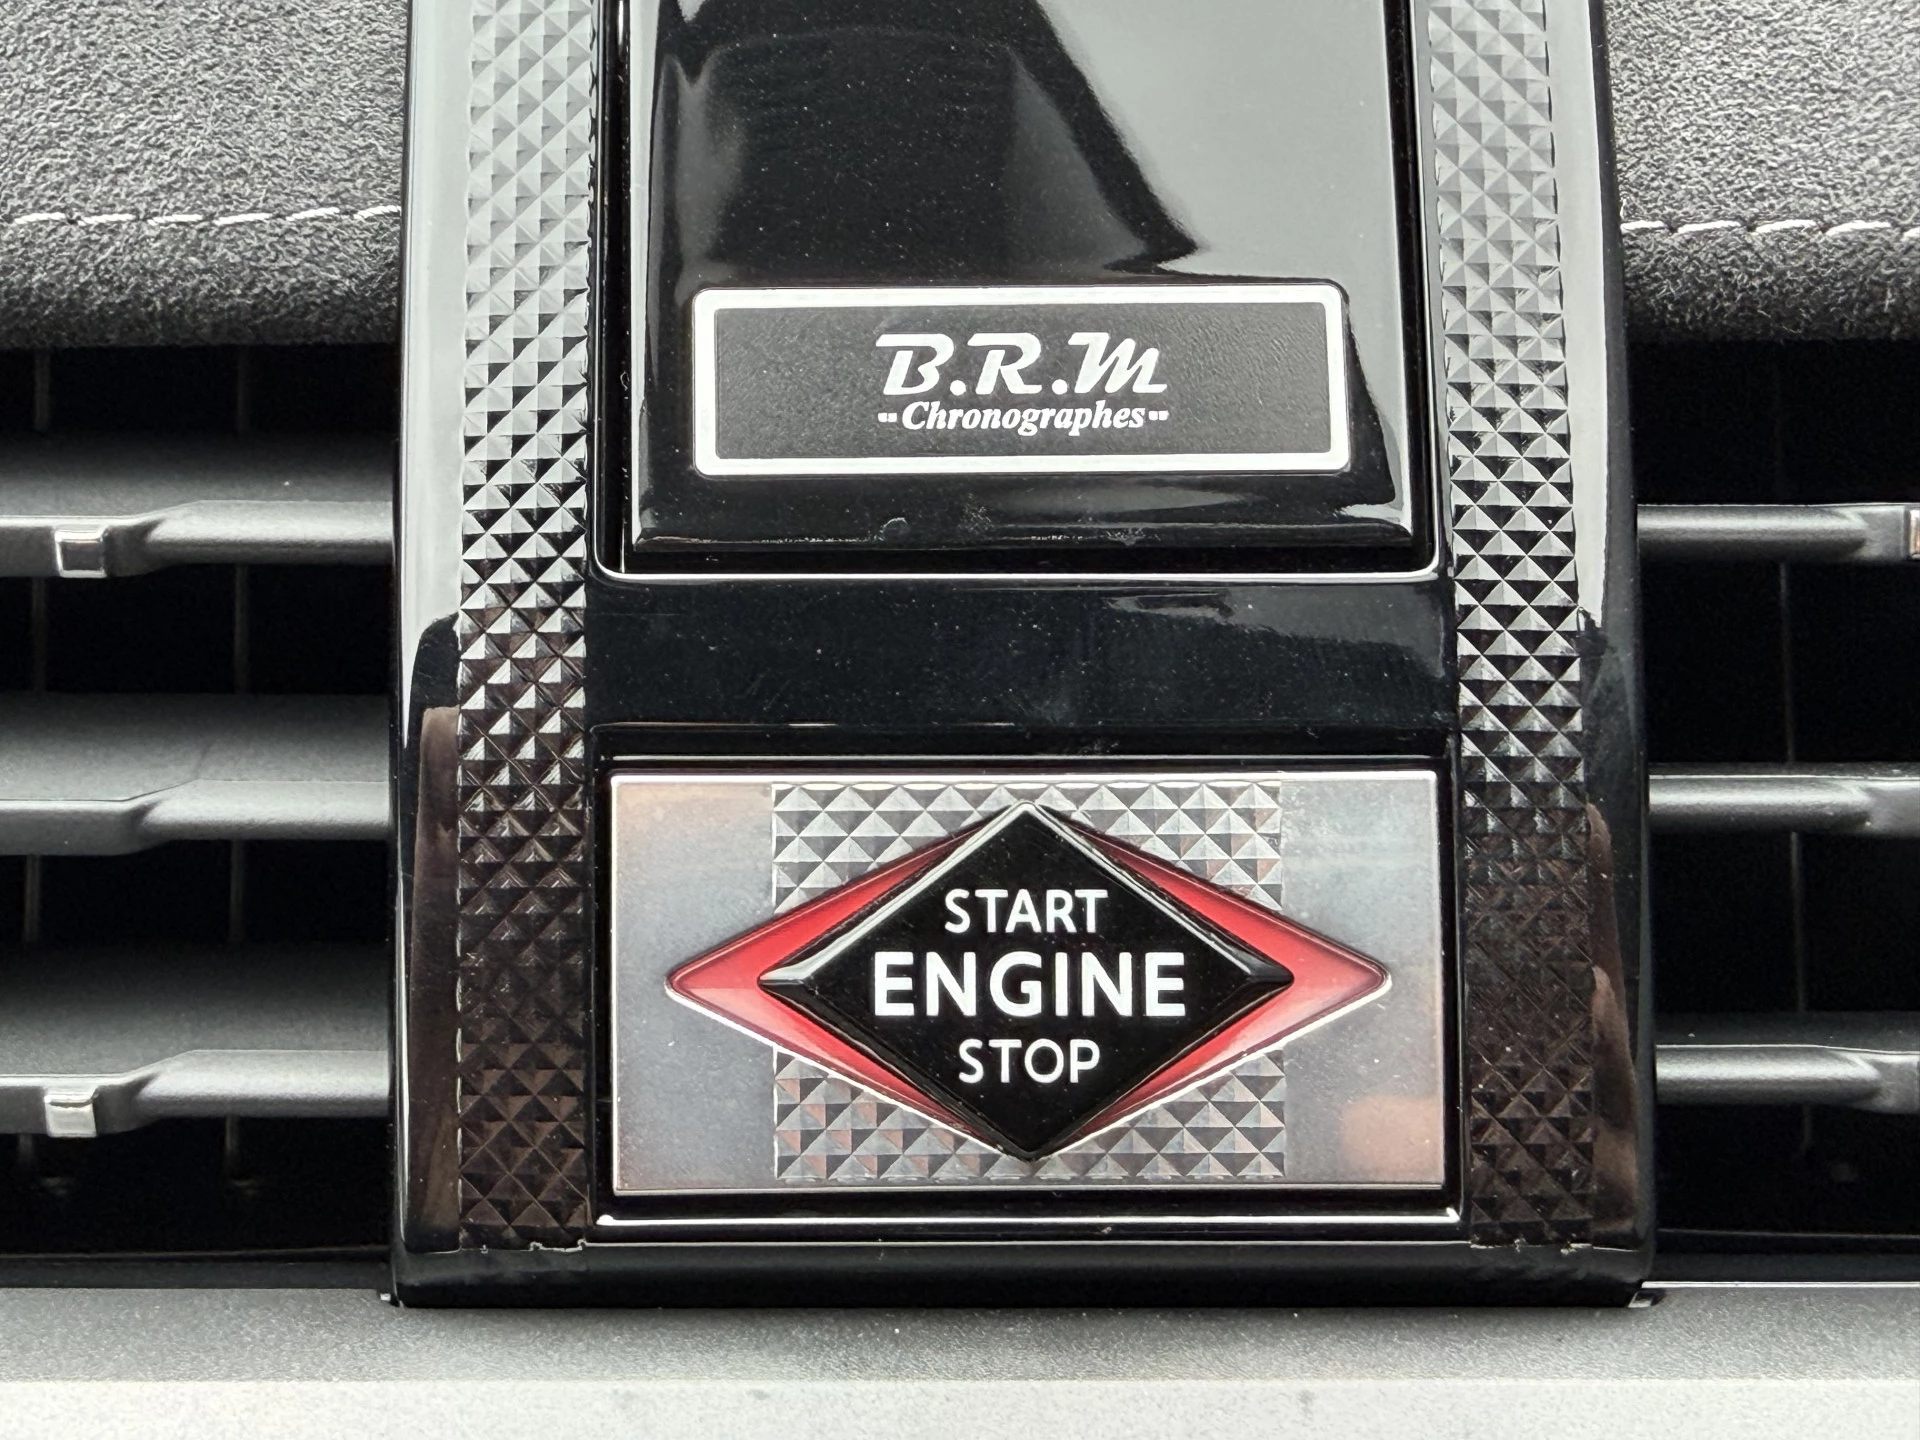 B.R.M
"Chronographes"
START
ENGINE
STOP